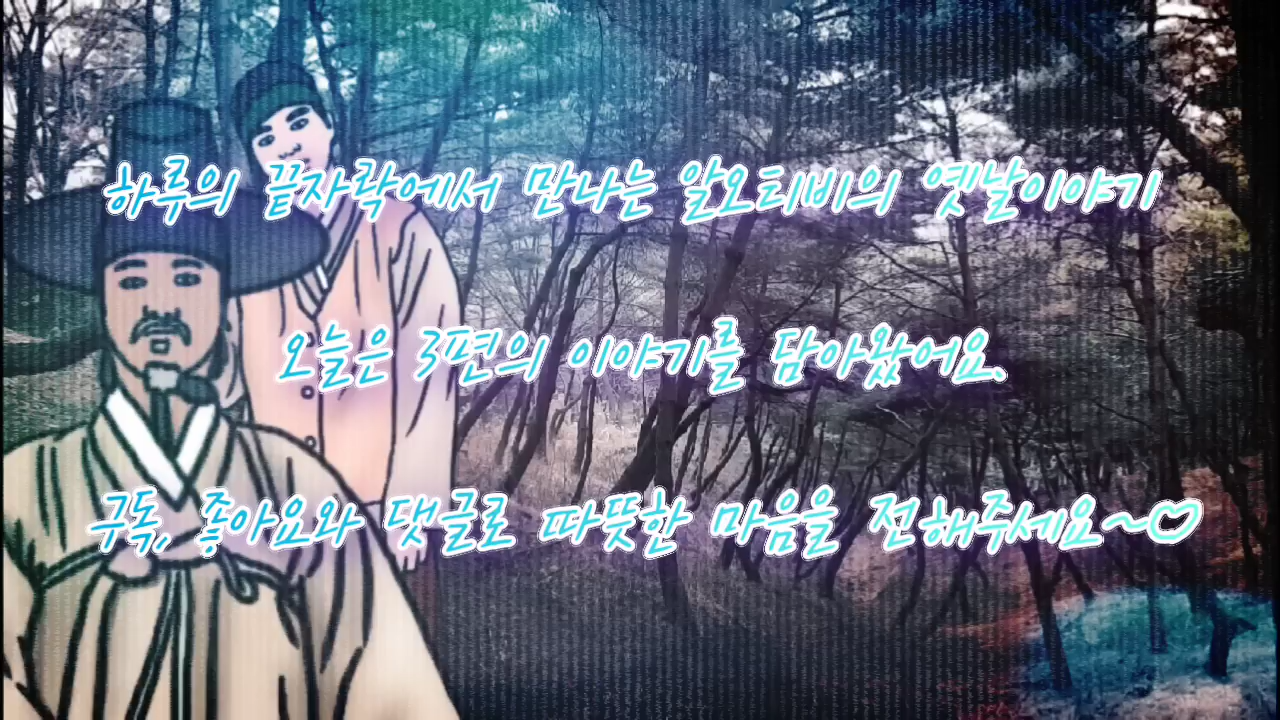 하루의 끝자락에서 만나는 알오티비의 옛날이야기
오늘은 3편의 이야기를 담아왔어요.
구독, 좋아요와 댓글로 따뜻한 마음을 전해주세요~♡